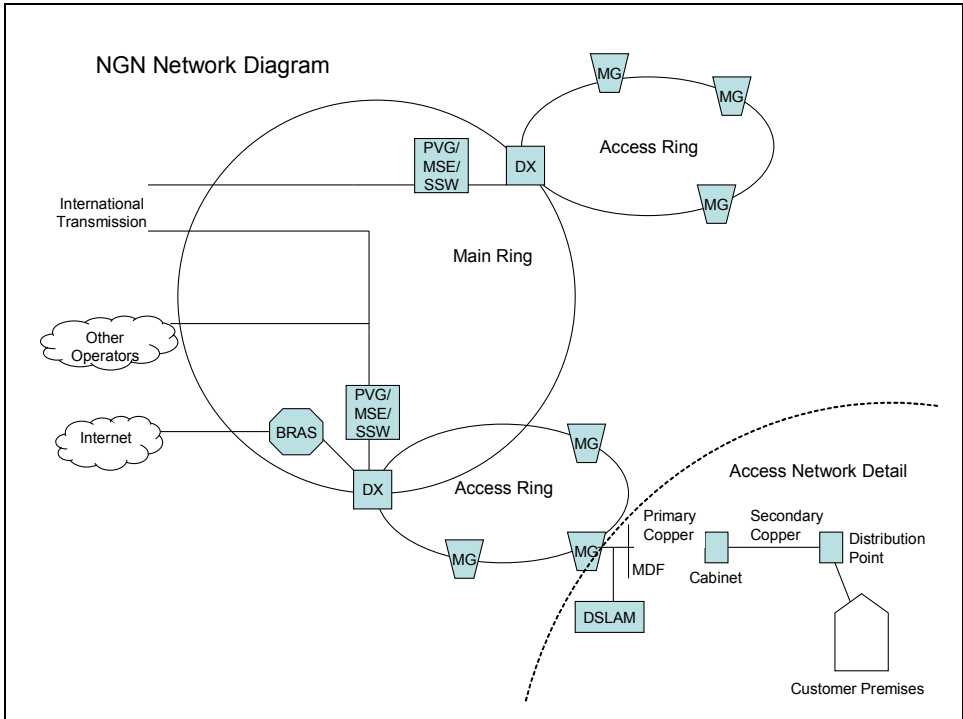 NGN Network Diagram
MG
MG
Access Ring
MG
PVG/
MSE/
SSW
DX
International
Transmission
Main Ring
Other
Operators
PVG/
MSE/
SSW
BRAS
Internet
MG
DX
Access Ring
MG
MG
Access Network Detail
Primary
Copper
Secondary
Copper
Distribution
Point
MDF
Cabinet
DSLAM
Customer Premises